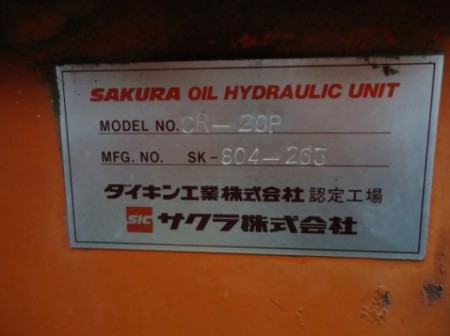 SAKURA OIL HYDRAULIC UNIT
MODEL NO. CR-20P
MFG. NO. SK-604-263
ダイキン工業株式会社 認定工場
SIC サクラ株式会社